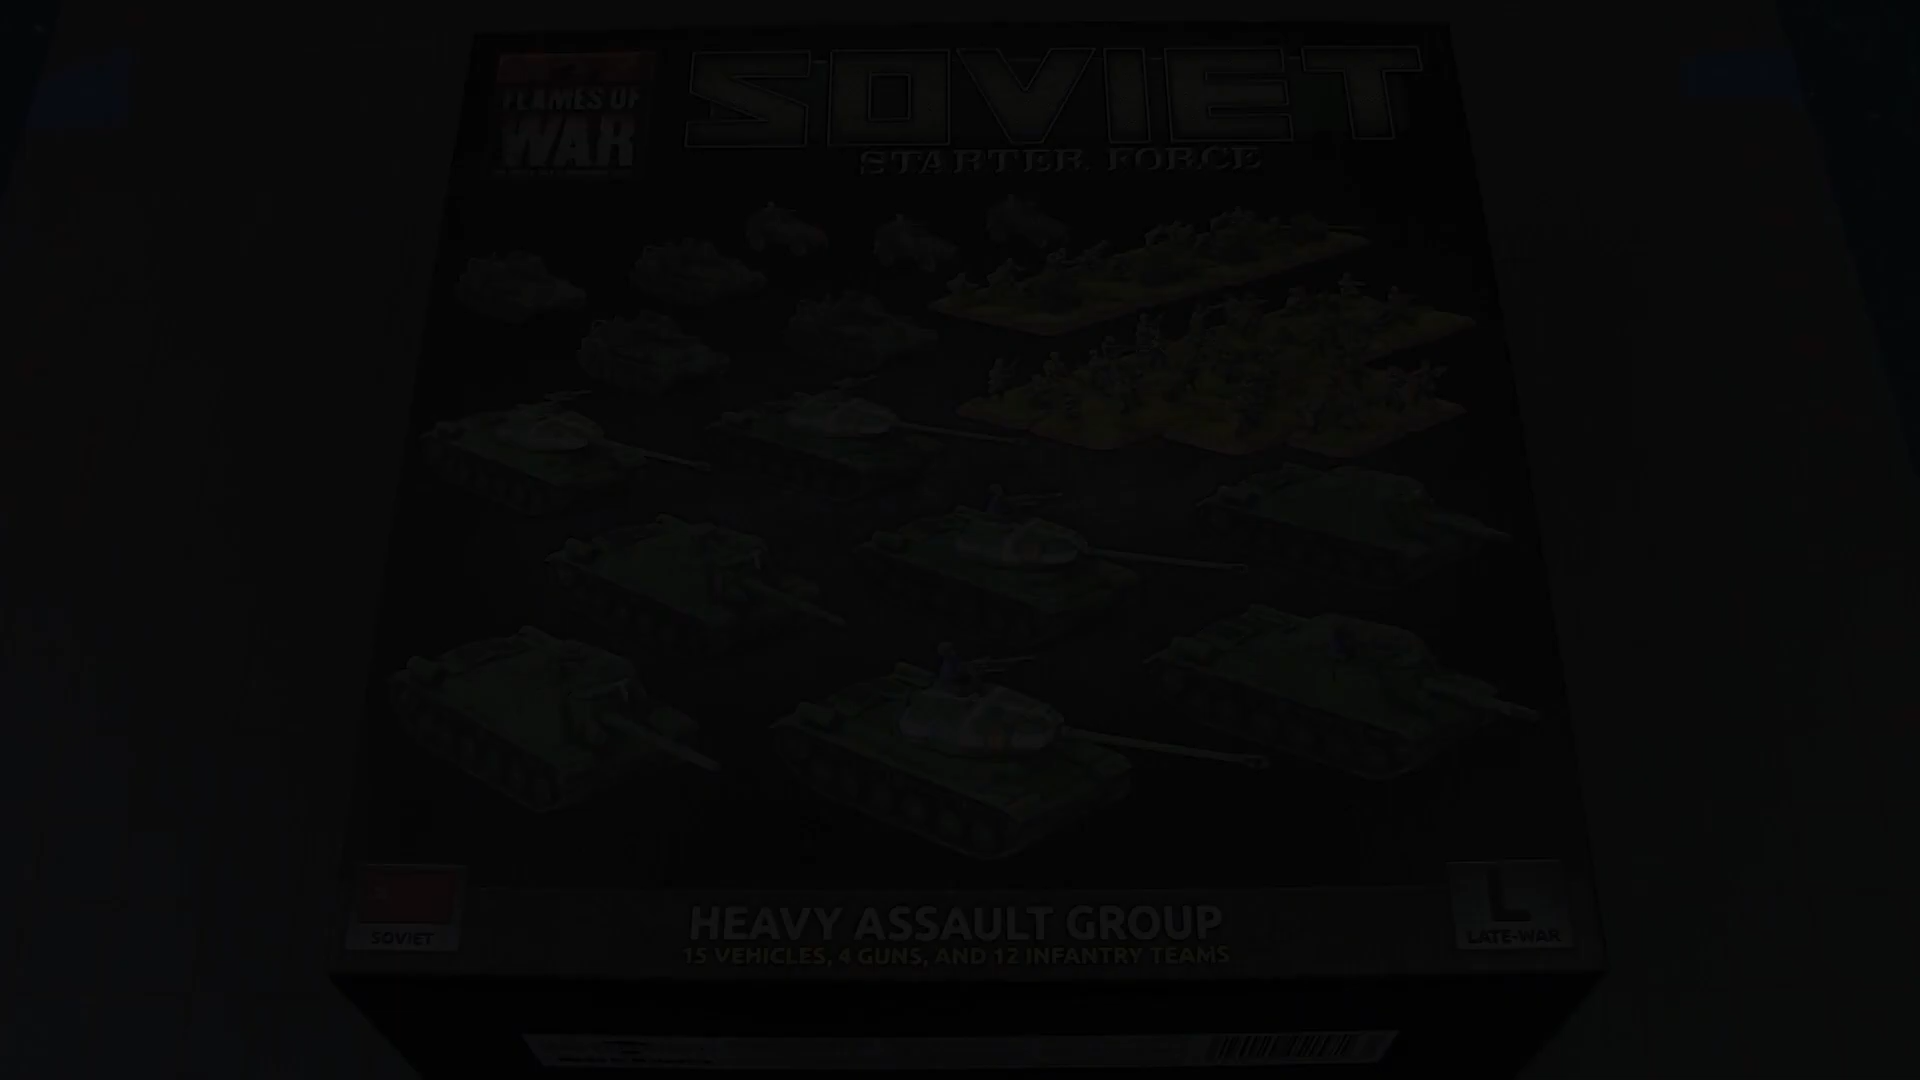 FLAMES OF
WAR
SOVIET
STARTER FORCE
SOVIET
HEAVY ASSAULT GROUP
15 VEHICLES, 4 GUNS, AND 12 INFANTRY TEAMS
L
LATE-WAR